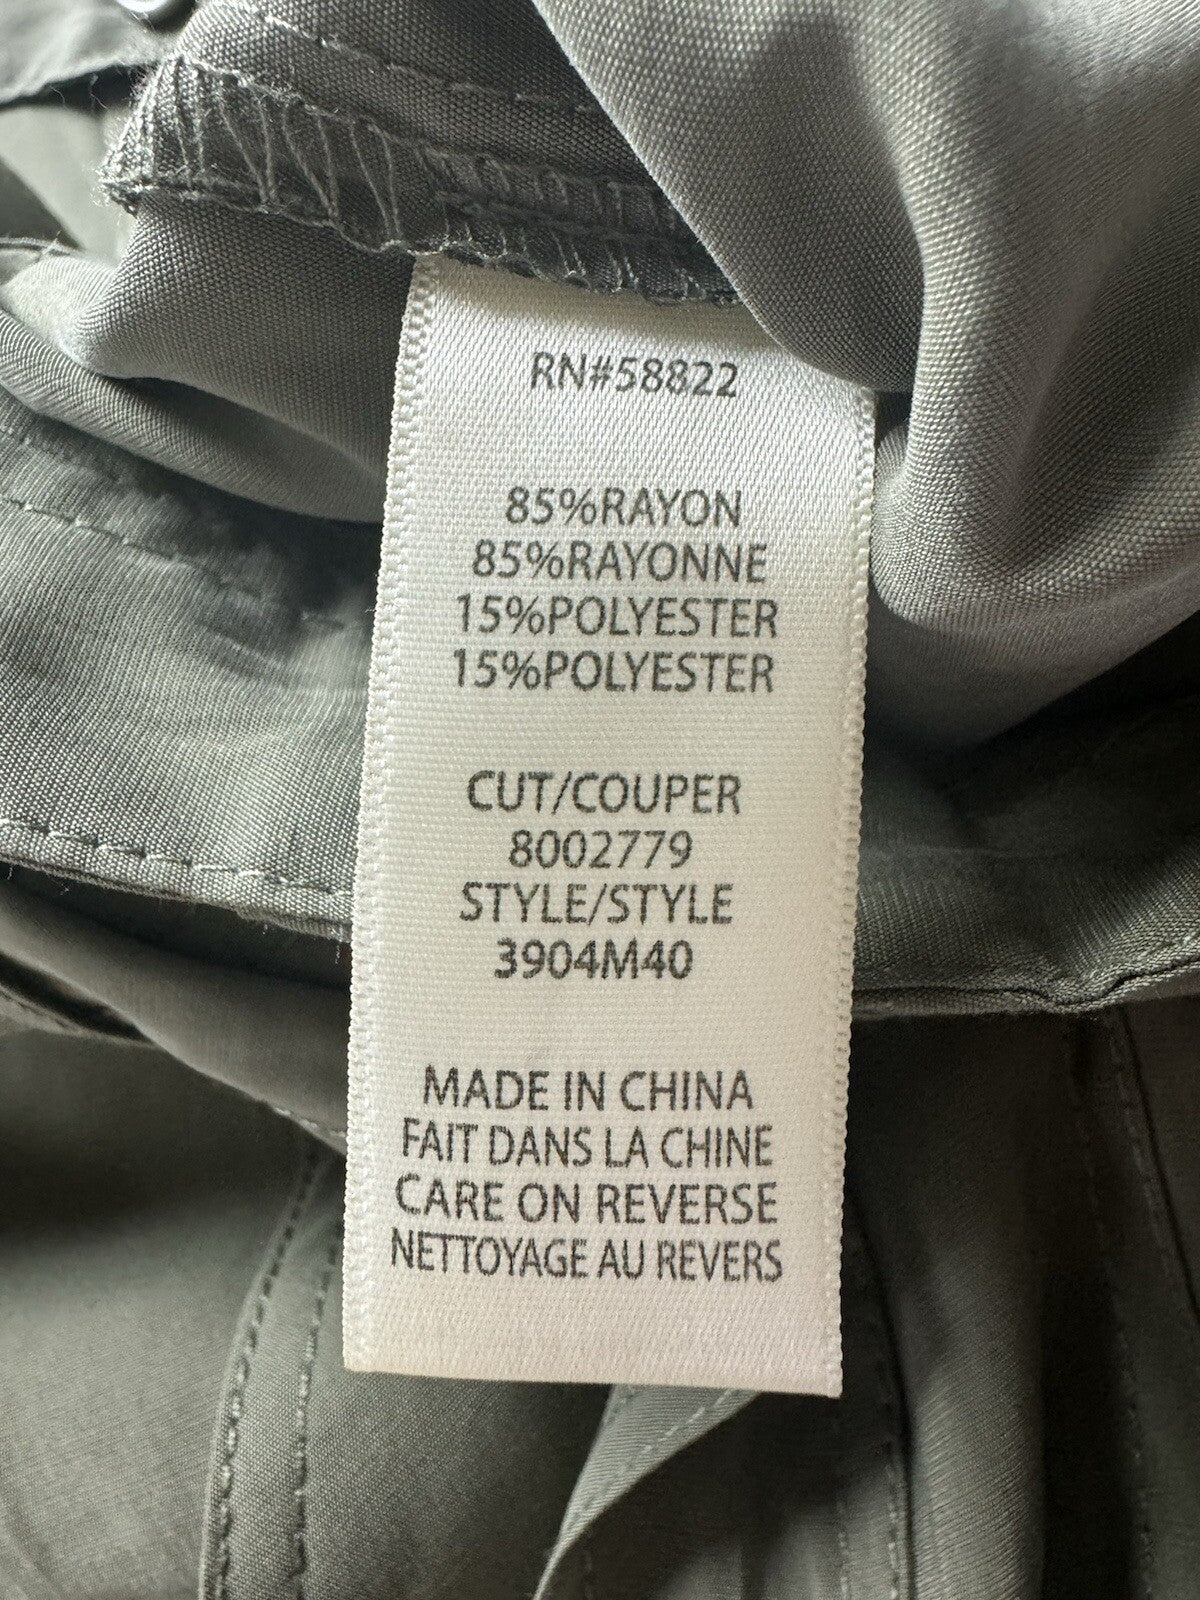 RN#58822
85%RAYON
85%RAYONNE
15%POLYESTER
15%POLYESTER
CUT/COUPER
8002779
STYLE/STYLE
3904M40
MADE IN CHINA
FAIT DANS LA CHINE
CARE ON REVERSE
NETTOYAGE AU REVERS